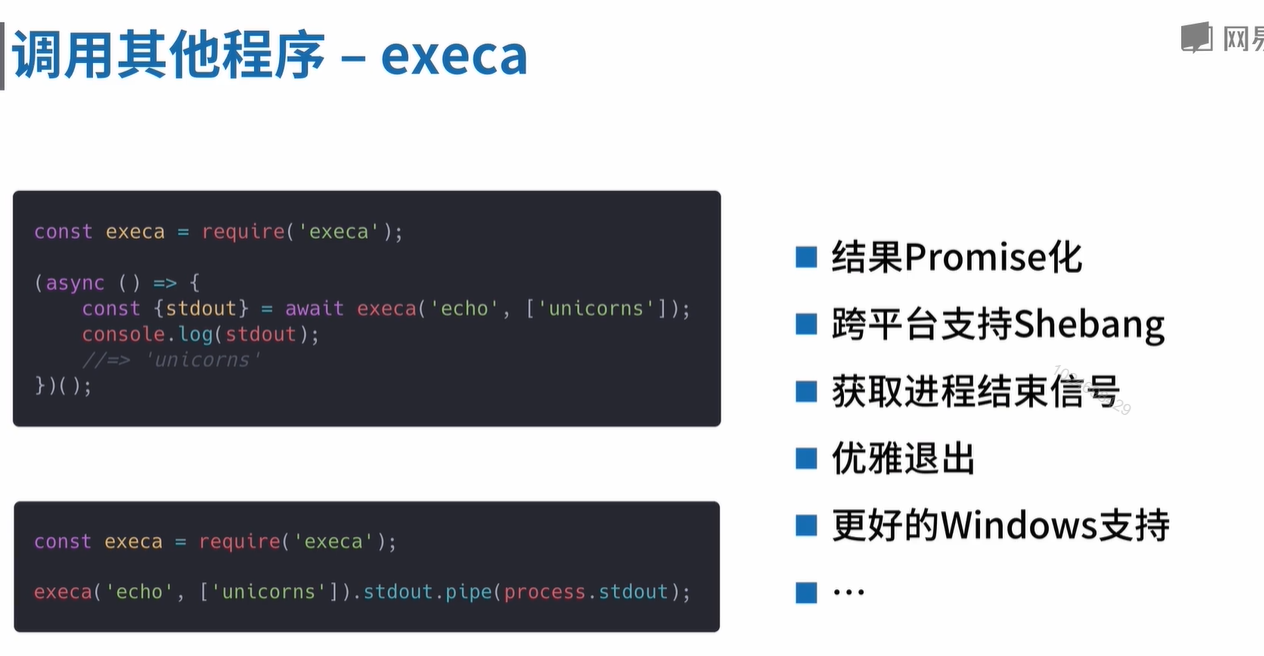 调用其他程序 – execa
网易
const execa = require('execa');
(async () => {
    const {stdout} = await execa('echo', ['unicorns']);
    console.log(stdout);
    //=> 'unicorns'
})();
const execa = require('execa');
execa('echo', ['unicorns']).stdout.pipe(process.stdout);
结果Promise化
跨平台支持Shebang
获取进程结束信号
优雅退出
更好的Windows支持
…